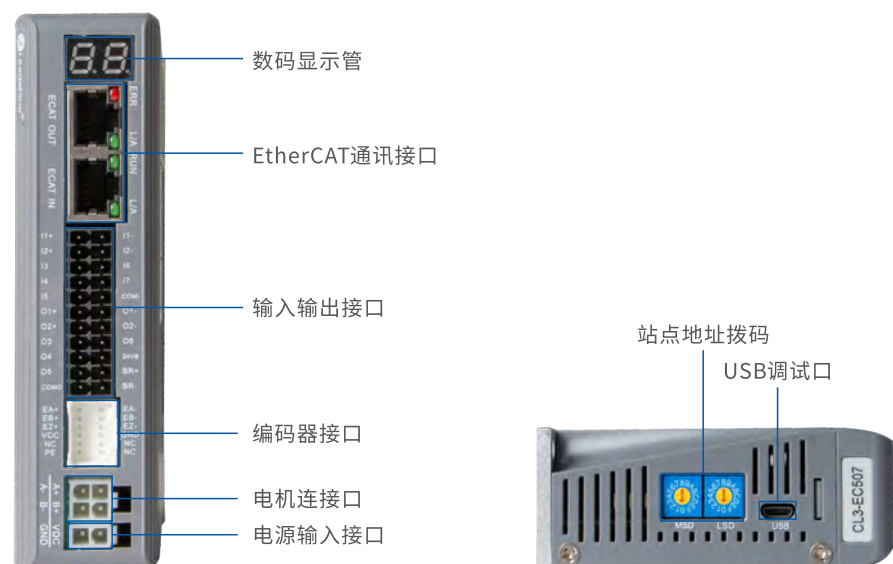 Leadshine
88
数码显示管
ERR
ECAT OUT
L/A
EtherCAT通讯接口
RUN
ECAT IN
L/A
I1+ I1-
I2+ I2-
I3 I6
I4 I7
I5 COMI
O1+ O1-
输入输出接口
O2+ O2-
O3 O6
O4 24VB
O5 BR+
COMO BR-
站点地址拨码
USB调试口
EA+ EA-
EB+ EB-
EZ+ EZ-
编码器接口
VCC GND
NC NC
PE NC
A- A+
B- B+
电机连接口
GND VDC
电源输入接口
MSD LSD USB
CL3-EC507